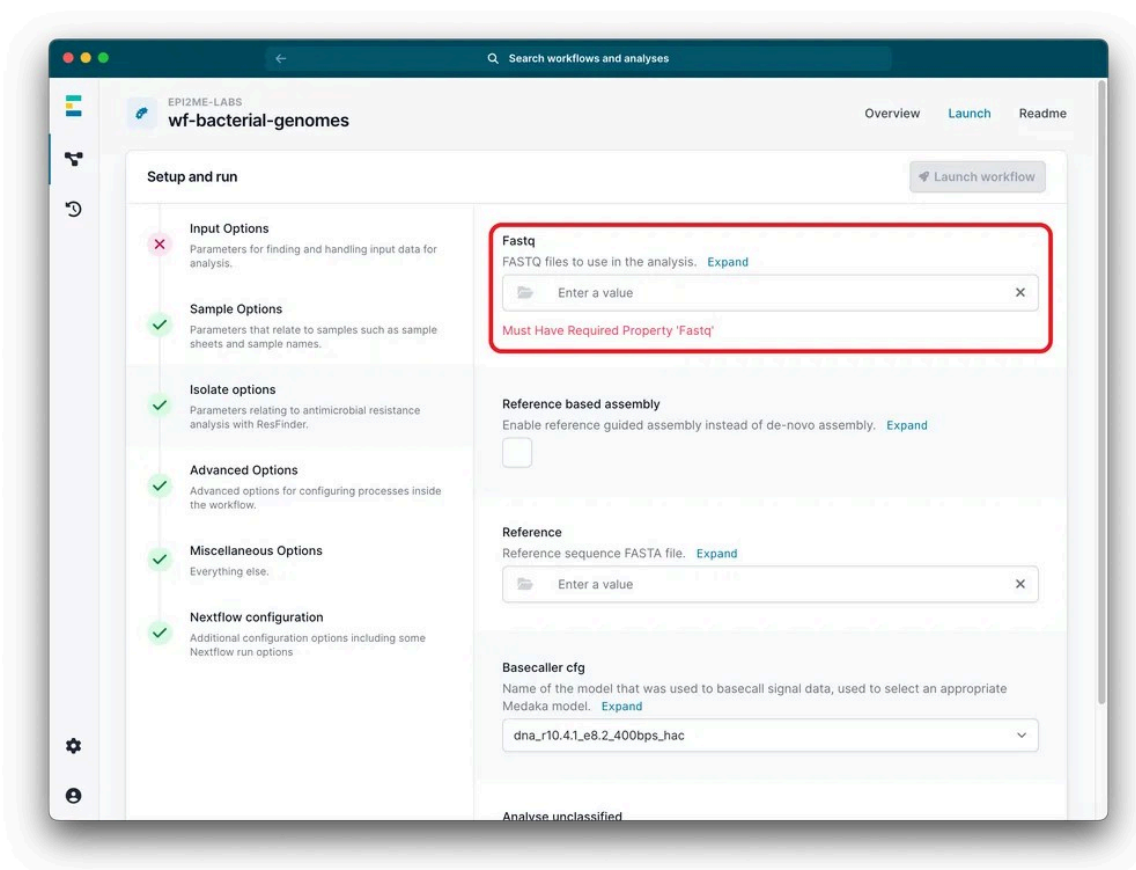 Search workflows and analyses
EPI2ME-LABS
wf-bacterial-genomes
Overview Launch Readme
Setup and run
Launch workflow
Input Options
Parameters for finding and handling input data for
analysis.
Sample Options
Parameters that relate to samples such as sample
sheets and sample names.
Isolate options
Parameters relating to antimicrobial resistance
analysis with ResFinder.
Advanced Options
Advanced options for configuring processes inside
the workflow.
Miscellaneous Options
Everything else.
Nextflow configuration
Additional configuration options including some
Nextflow run options
Fastq
FASTQ files to use in the analysis. Expand
Enter a value
Must Have Required Property 'Fastq'
Reference based assembly
Enable reference guided assembly instead of de-novo assembly. Expand
Reference
Reference sequence FASTA file. Expand
Enter a value
Basecaller cfg
Name of the model that was used to basecall signal data, used to select an appropriate
Medaka model. Expand
dna_r10.4.1_e8.2_400bps_hac
Analyse unclassified